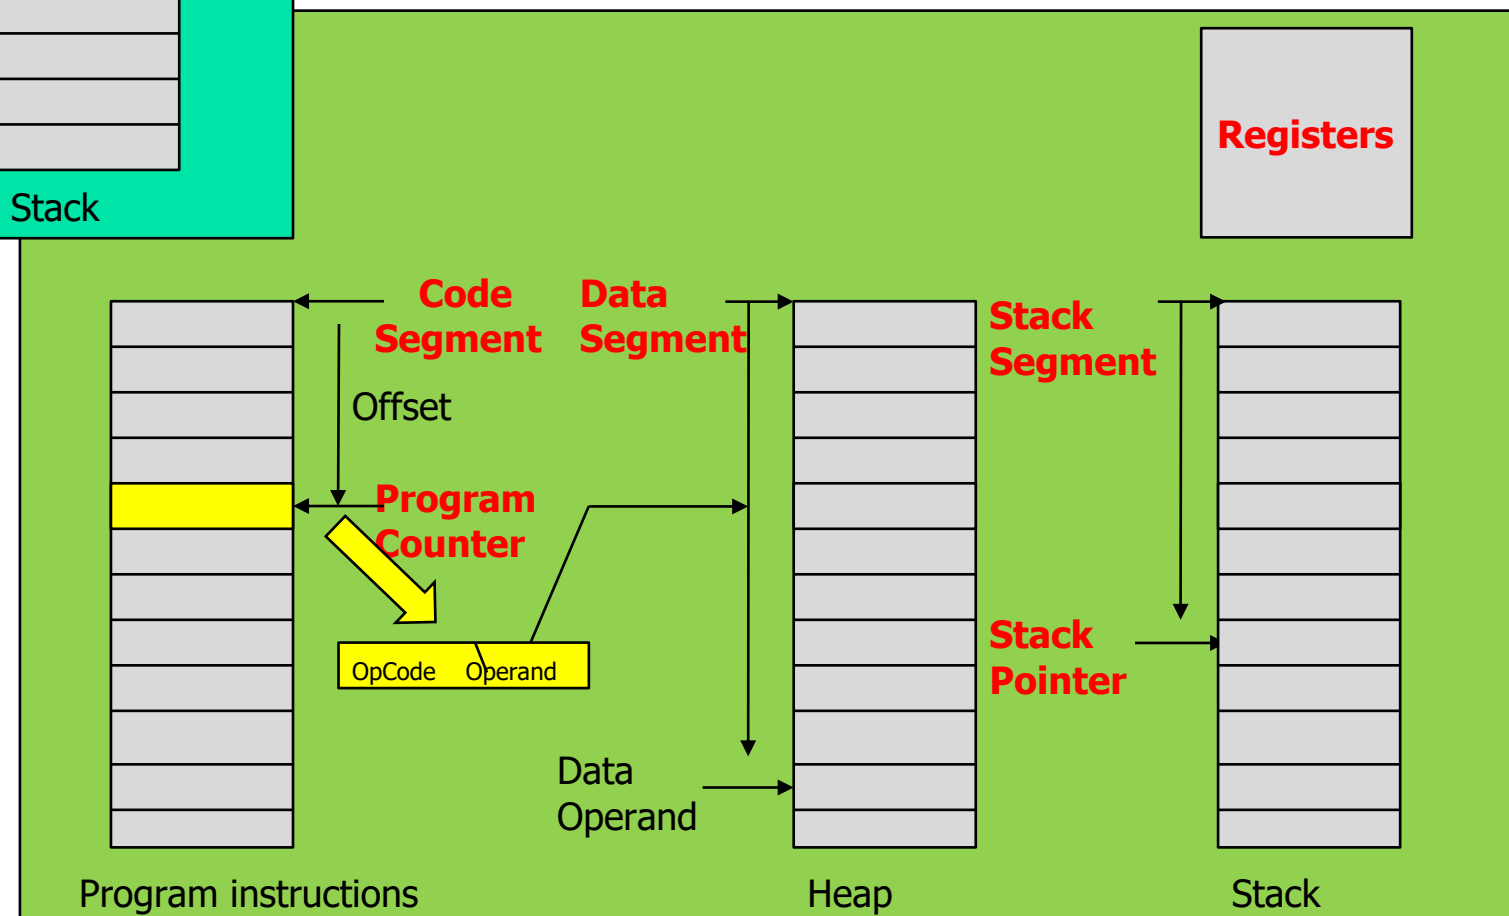 Stack
Registers
Code
Segment
Data
Segment
Stack
Segment
Offset
Program
Counter
OpCode
Operand
Stack
Pointer
Data
Operand
Program instructions
Heap
Stack